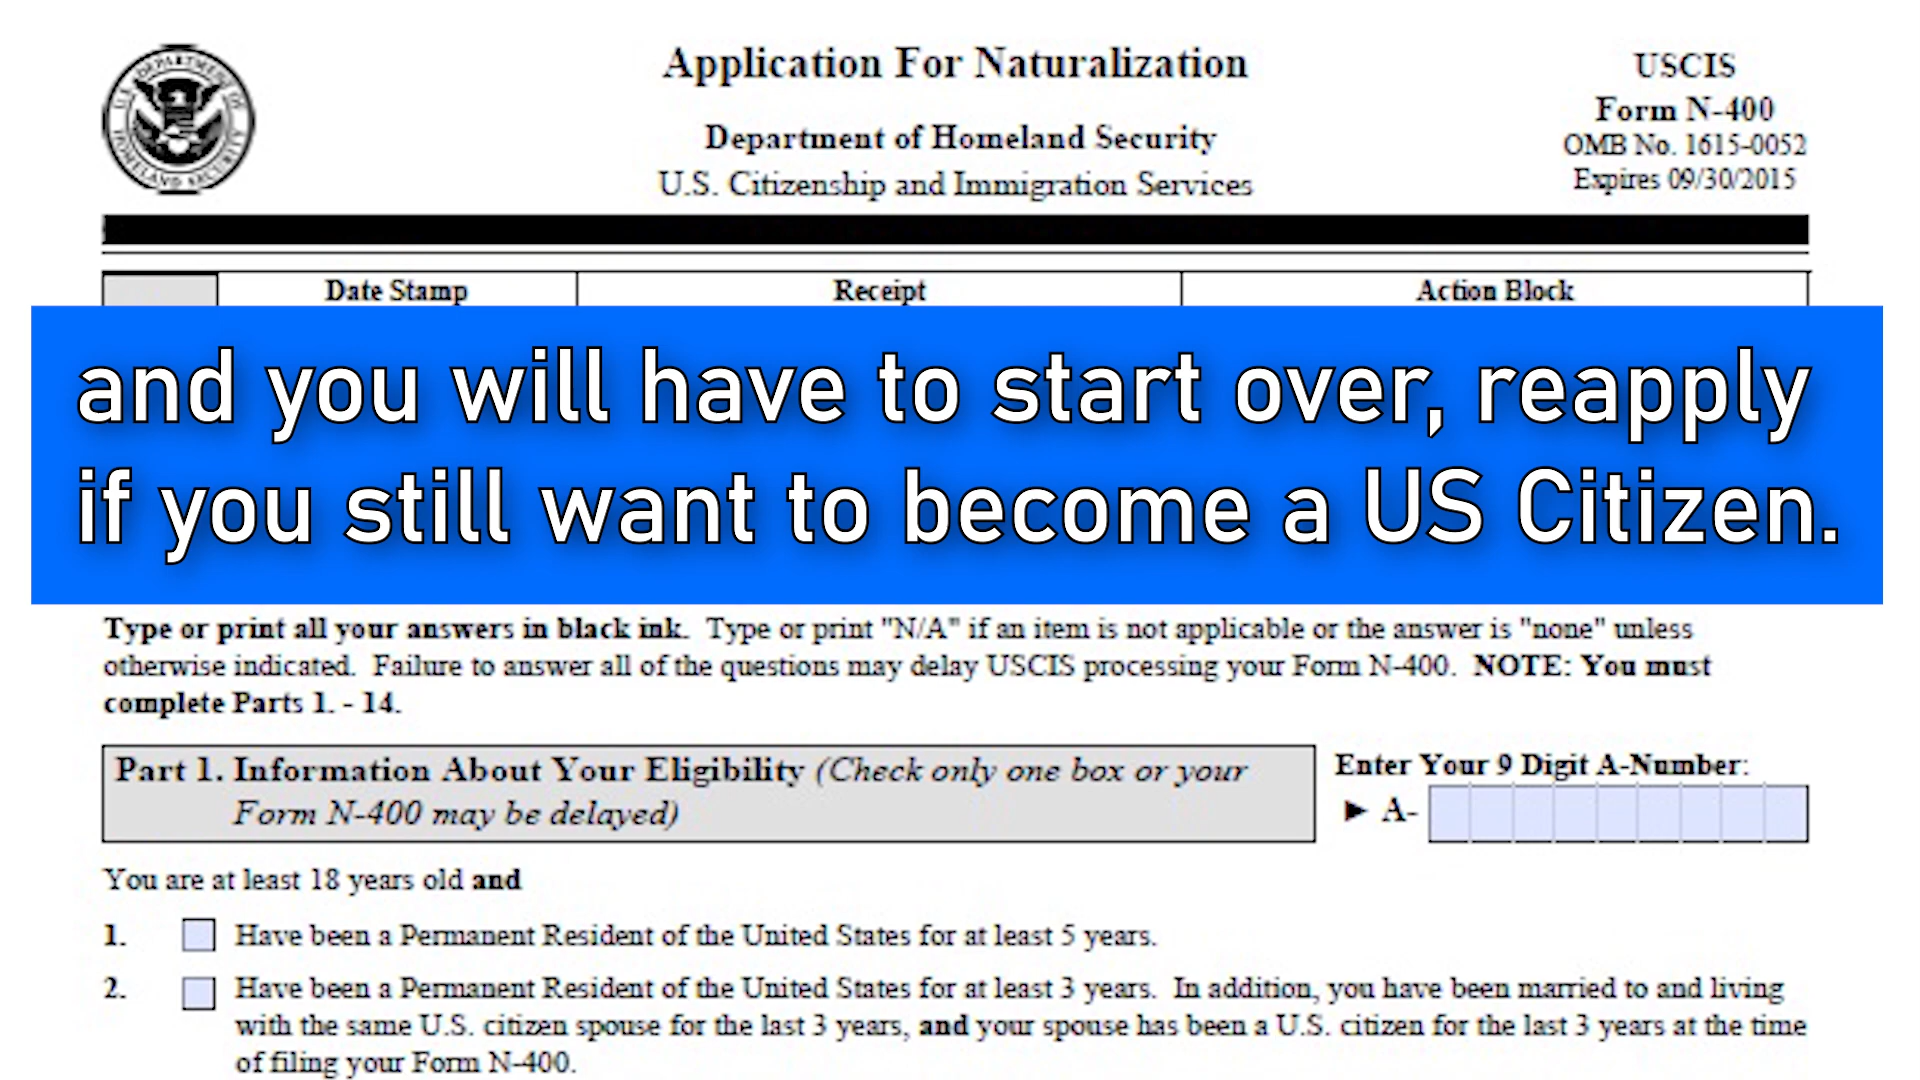 Application For Naturalization
Department of Homeland Security
U.S. Citizenship and Immigration Services
USCIS
Form N-400
OMB No. 1615-0052
Expires 09/30/2015
U.S. DEPARTMENT OF HOMELAND SECURITY
Date Stamp Receipt Action Block
and you will have to start over, reapply
if you still want to become a US Citizen.
Type or print all your answers in black ink. Type or print "N/A" if an item is not applicable or the answer is "none" unless
otherwise indicated. Failure to answer all of the questions may delay USCIS processing your Form N-400. NOTE: You must
complete Parts 1. - 14.
Part 1. Information About Your Eligibility (Check only one box or your
Form N-400 may be delayed)
Enter Your 9 Digit A-Number:
► A-
You are at least 18 years old and
1. Have been a Permanent Resident of the United States for at least 5 years.
2. Have been a Permanent Resident of the United States for at least 3 years. In addition, you have been married to and living
with the same U.S. citizen spouse for the last 3 years, and your spouse has been a U.S. citizen for the last 3 years at the time
of filing your Form N-400.